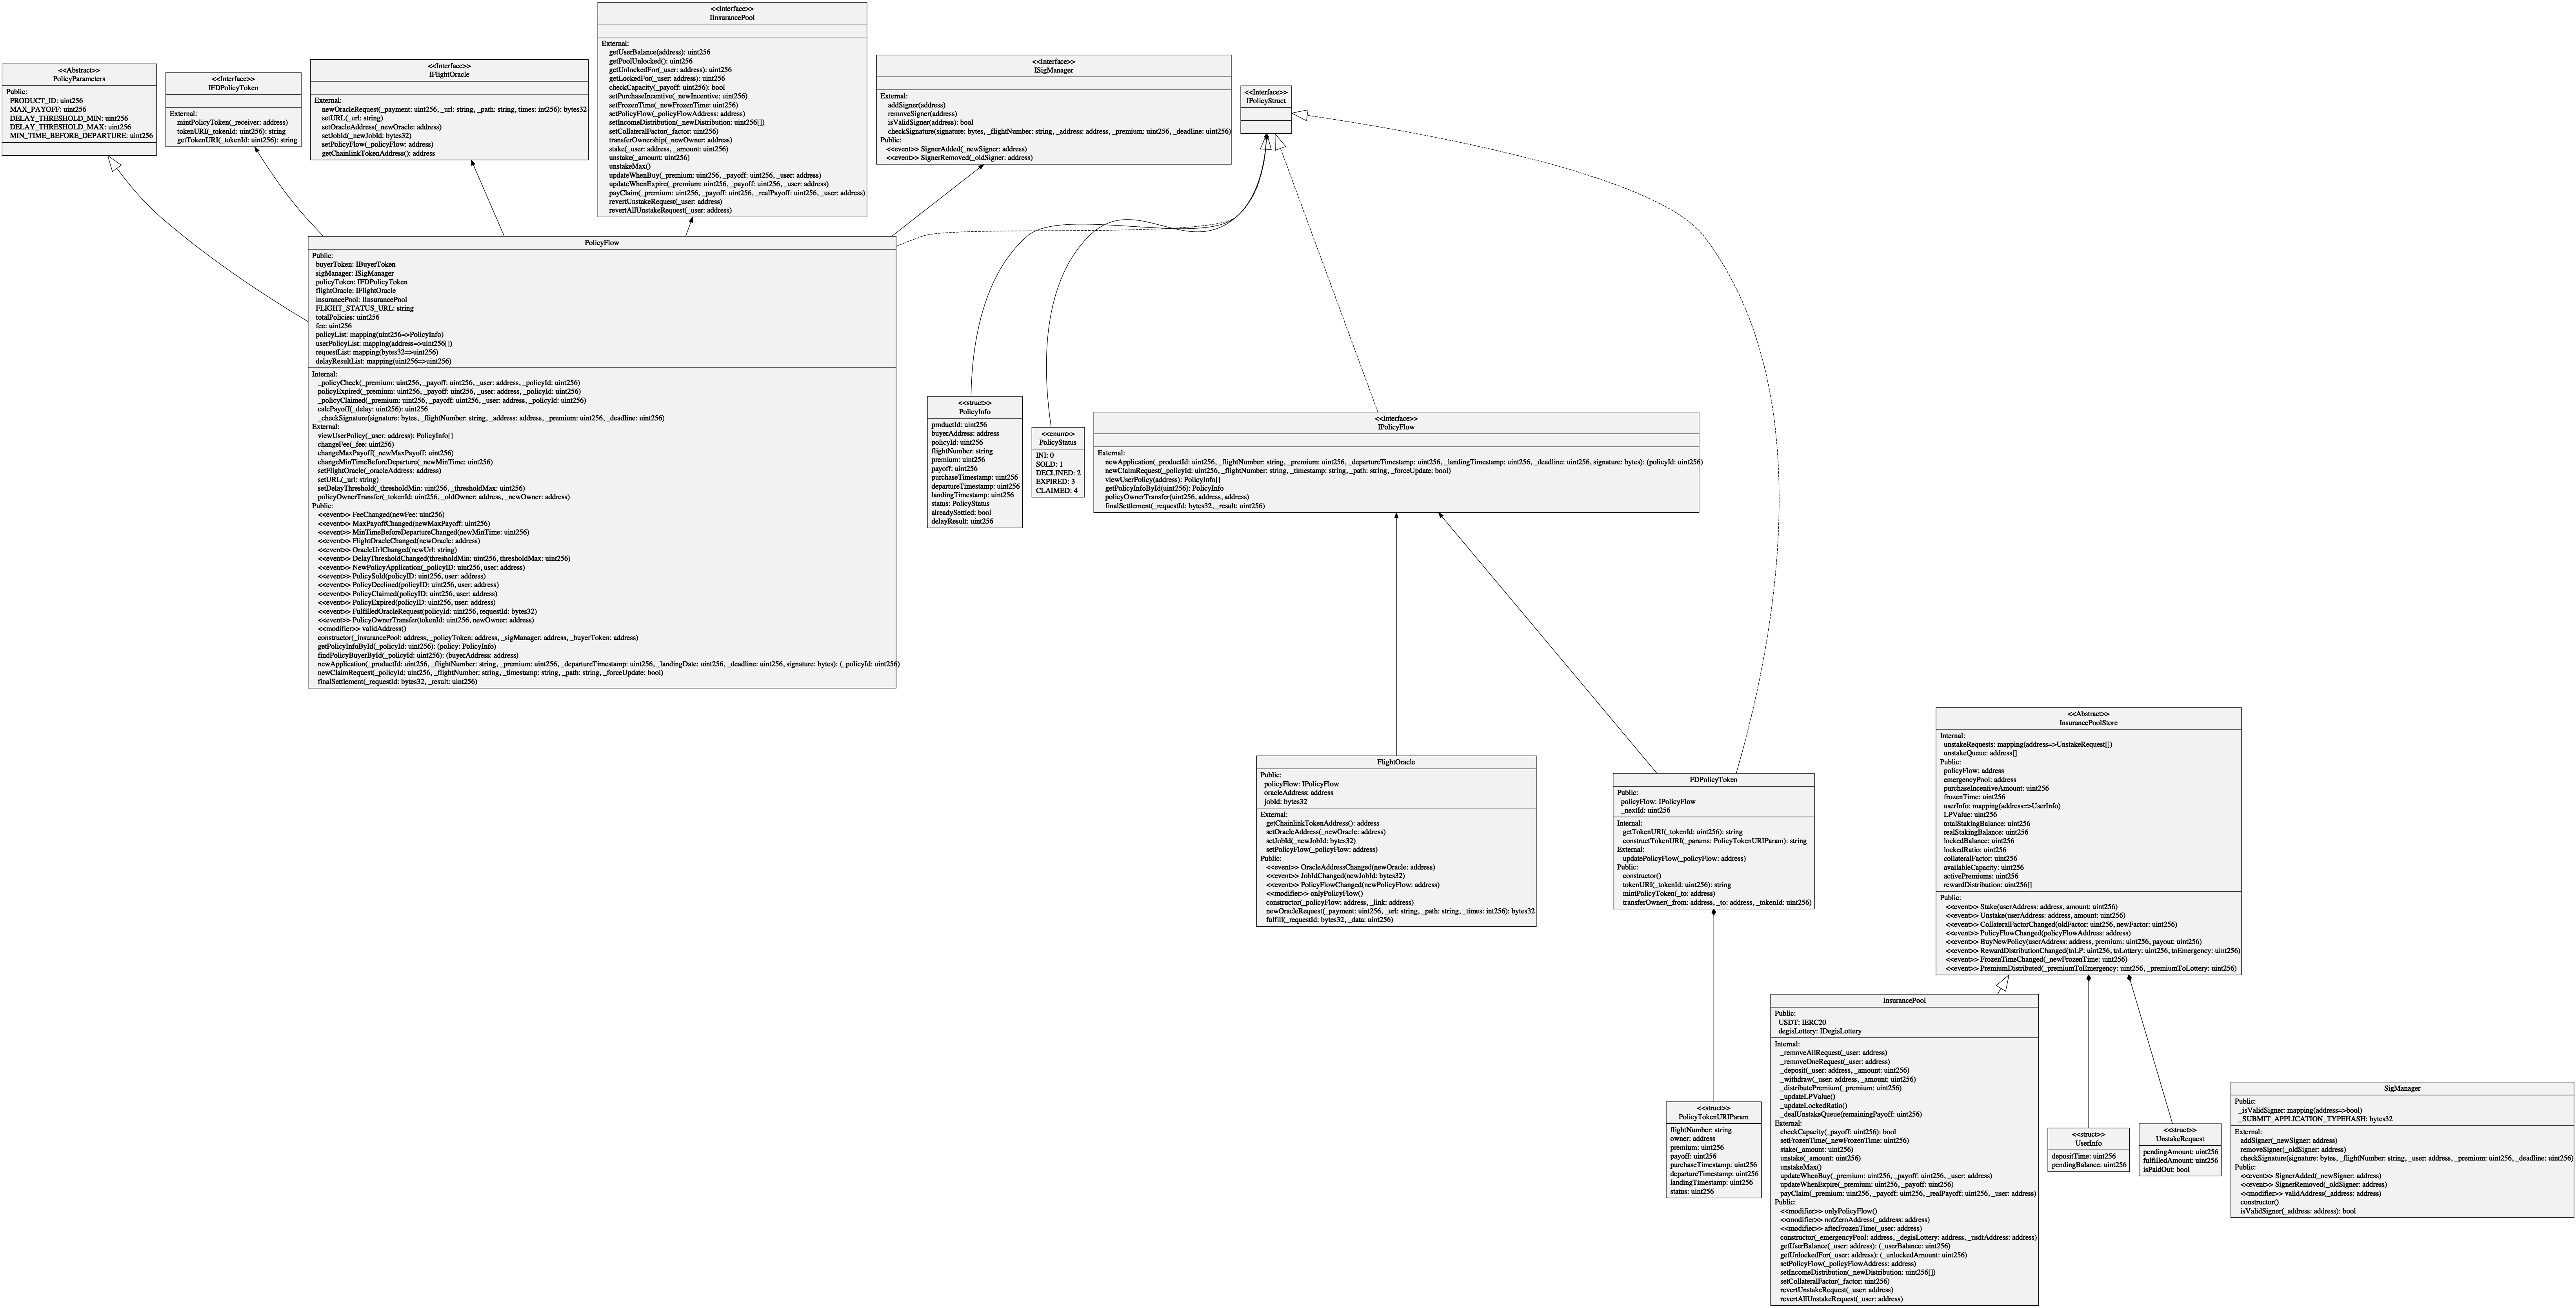 <<Abstract>>
PolicyParameters
Public:
PRODUCT_ID: uint256
MAX_PAYOFF: uint256
DELAY_THRESHOLD_MIN: uint256
DELAY_THRESHOLD_MAX: uint256
MIN_TIME_BEFORE_DEPARTURE: uint256
<<Interface>>
IFDPolicyToken
External:
mintPolicyToken(_receiver: address)
tokenURI(_tokenId: uint256): string
getTokenURI(_tokenId: uint256): string
<<Interface>>
IFlightOracle
External:
newOracleRequest(_payment: uint256, _url: string, _path: string, times: int256): bytes32
setURL(_url: string)
setOracleAddress(_newOracle: address)
setJobId(_newJobId: bytes32)
setPolicyFlow(_policyFlow: address)
getChainlinkTokenAddress(): address
<<Interface>>
IInsurancePool
External:
getUserBalance(address): uint256
getPoolUnlocked(): uint256
getUnlockedFor(_user: address): uint256
getLockedFor(_user: address): uint256
checkCapacity(_payoff: uint256): bool
setPurchaseIncentive(_newIncentive: uint256)
setFrozenTime(_newFrozenTime: uint256)
setPolicyFlow(_policyFlowAddress: address)
setIncomeDistribution(_newDistribution: uint256[])
setCollateralFactor(_factor: uint256)
transferOwnership(_newOwner: address)
stake(_user: address, _amount: uint256)
unstake(_amount: uint256)
unstakeMax()
updateWhenBuy(_premium: uint256, _payoff: uint256, _user: address)
updateWhenExpire(_premium: uint256, _payoff: uint256, _user: address)
payClaim(_premium: uint256, _payoff: uint256, _realPayoff: uint256, _user: address)
revertUnstakeRequest(_user: address)
revertAllUnstakeRequest(_user: address)
<<Interface>>
ISigManager
External:
addSigner(address)
removeSigner(address)
isValidSigner(address): bool
checkSignature(signature: bytes, _flightNumber: string, _address: address, _premium: uint256, _deadline: uint256)
Public:
<<event>> SignerAdded(_newSigner: address)
<<event>> SignerRemoved(_oldSigner: address)
<<Interface>>
IPolicyStruct
PolicyFlow
Public:
buyerToken: IBuyerToken
sigManager: ISigManager
policyToken: IFDPolicyToken
flightOracle: IFlightOracle
insurancePool: IInsurancePool
FLIGHT_STATUS_URL: string
totalPolicies: uint256
fee: uint256
policyList: mapping(uint256=>PolicyInfo)
userPolicyList: mapping(address=>uint256[])
requestList: mapping(bytes32=>uint256)
delayResultList: mapping(uint256=>uint256)
Internal:
_policyCheck(_premium: uint256, _payoff: uint256, _user: address, _policyId: uint256)
policyExpired(_premium: uint256, _payoff: uint256, _user: address, _policyId: uint256)
_policyClaimed(_premium: uint256, _payoff: uint256, _user: address, _policyId: uint256)
calcPayoff(_delay: uint256): uint256
_checkSignature(signature: bytes, _flightNumber: string, _address: address, _premium: uint256, _deadline: uint256)
External:
viewUserPolicy(_user: address): PolicyInfo[]
changeFee(_fee: uint256)
changeMaxPayoff(_newMaxPayoff: uint256)
changeMinTimeBeforeDeparture(_newMinTime: uint256)
setFlightOracle(_oracleAddress: address)
setURL(_url: string)
setDelayThreshold(_thresholdMin: uint256, _thresholdMax: uint256)
policyOwnerTransfer(_tokenId: uint256, _oldOwner: address, _newOwner: address)
Public:
<<event>> FeeChanged(newFee: uint256)
<<event>> MaxPayoffChanged(newMaxPayoff: uint256)
<<event>> MinTimeBeforeDepartureChanged(newMinTime: uint256)
<<event>> FlightOracleChanged(newOracle: address)
<<event>> OracleUrlChanged(newUrl: string)
<<event>> DelayThresholdChanged(thresholdMin: uint256, thresholdMax: uint256)
<<event>> NewPolicyApplication(_policyID: uint256, user: address)
<<event>> PolicySold(policyID: uint256, user: address)
<<event>> PolicyDeclined(policyID: uint256, user: address)
<<event>> PolicyClaimed(policyID: uint256, user: address)
<<event>> PolicyExpired(policyID: uint256, user: address)
<<event>> FulfilledOracleRequest(policyId: uint256, requestId: bytes32)
<<event>> PolicyOwnerTransfer(tokenId: uint256, newOwner: address)
<<modifier>> validAddress()
constructor(_insurancePool: address, _policyToken: address, _sigManager: address, _buyerToken: address)
getPolicyInfoById(_policyId: uint256): (policy: PolicyInfo)
findPolicyBuyerById(_policyId: uint256): (buyerAddress: address)
newApplication(_productId: uint256, _flightNumber: string, _premium: uint256, _departureTimestamp: uint256, _landingDate: uint256, _deadline: uint256, signature: bytes): (_policyId: uint256)
newClaimRequest(_policyId: uint256, _flightNumber: string, _timestamp: string, _path: string, _forceUpdate: bool)
finalSettlement(_requestId: bytes32, _result: uint256)
<<struct>>
PolicyInfo
productId: uint256
buyerAddress: address
policyId: uint256
flightNumber: string
premium: uint256
payoff: uint256
purchaseTimestamp: uint256
departureTimestamp: uint256
landingTimestamp: uint256
status: PolicyStatus
alreadySettled: bool
delayResult: uint256
<<enum>>
PolicyStatus
INI: 0
SOLD: 1
DECLINED: 2
EXPIRED: 3
CLAIMED: 4
<<Interface>>
IPolicyFlow
External:
newApplication(_productId: uint256, _flightNumber: string, _premium: uint256, _departureTimestamp: uint256, _landingTimestamp: uint256, _deadline: uint256, signature: bytes): (policyId: uint256)
newClaimRequest(_policyId: uint256, _flightNumber: string, _timestamp: string, _path: string, _forceUpdate: bool)
viewUserPolicy(address): PolicyInfo[]
getPolicyInfoById(uint256): PolicyInfo
policyOwnerTransfer(uint256, address, address)
finalSettlement(_requestId: bytes32, _result: uint256)
FlightOracle
Public:
policyFlow: IPolicyFlow
oracleAddress: address
jobId: bytes32
External:
getChainlinkTokenAddress(): address
setOracleAddress(_newOracle: address)
setJobId(_newJobId: bytes32)
setPolicyFlow(_policyFlow: address)
Public:
<<event>> OracleAddressChanged(newOracle: address)
<<event>> JobIdChanged(newJobId: bytes32)
<<event>> PolicyFlowChanged(newPolicyFlow: address)
<<modifier>> onlyPolicyFlow()
constructor(_policyFlow: address, _link: address)
newOracleRequest(_payment: uint256, _url: string, _path: string, _times: int256): bytes32
fulfill(_requestId: bytes32, _data: uint256)
FDPolicyToken
Public:
policyFlow: IPolicyFlow
_nextId: uint256
Internal:
getTokenURI(_tokenId: uint256): string
constructTokenURI(_params: PolicyTokenURIParam): string
External:
updatePolicyFlow(_policyFlow: address)
Public:
constructor()
tokenURI(_tokenId: uint256): string
mintPolicyToken(_to: address)
transferOwner(_from: address, _to: address, _tokenId: uint256)
<<struct>>
PolicyTokenURIParam
flightNumber: string
owner: address
premium: uint256
payoff: uint256
purchaseTimestamp: uint256
departureTimestamp: uint256
landingTimestamp: uint256
status: uint256
<<Abstract>>
InsurancePoolStore
Internal:
unstakeRequests: mapping(address=>UnstakeRequest[])
unstakeQueue: address[]
Public:
policyFlow: address
emergencyPool: address
purchaseIncentiveAmount: uint256
frozenTime: uint256
userInfo: mapping(address=>UserInfo)
LPValue: uint256
totalStakingBalance: uint256
realStakingBalance: uint256
lockedBalance: uint256
lockedRatio: uint256
collateralFactor: uint256
availableCapacity: uint256
activePremiums: uint256
rewardDistribution: uint256[]
Public:
<<event>> Stake(userAddress: address, amount: uint256)
<<event>> Unstake(userAddress: address, amount: uint256)
<<event>> CollateralFactorChanged(oldFactor: uint256, newFactor: uint256)
<<event>> PolicyFlowChanged(policyFlowAddress: address)
<<event>> BuyNewPolicy(userAddress: address, premium: uint256, payout: uint256)
<<event>> RewardDistributionChanged(toLP: uint256, toLottery: uint256, toEmergency: uint256)
<<event>> FrozenTimeChanged(_newFrozenTime: uint256)
<<event>> PremiumDistributed(_premiumToEmergency: uint256, _premiumToLottery: uint256)
InsurancePool
Public:
USDT: IERC20
degisLottery: IDegisLottery
Internal:
_removeAllRequest(_user: address)
_removeOneRequest(_user: address)
_deposit(_user: address, _amount: uint256)
_withdraw(_user: address, _amount: uint256)
_distributePremium(_premium: uint256)
_updateLPValue()
_updateLockedRatio()
_dealUnstakeQueue(remainingPayoff: uint256)
External:
checkCapacity(_payoff: uint256): bool
setFrozenTime(_newFrozenTime: uint256)
stake(_amount: uint256)
unstake(_amount: uint256)
unstakeMax()
updateWhenBuy(_premium: uint256, _payoff: uint256, _user: address)
updateWhenExpire(_premium: uint256, _payoff: uint256)
payClaim(_premium: uint256, _payoff: uint256, _realPayoff: uint256, _user: address)
Public:
<<modifier>> onlyPolicyFlow()
<<modifier>> notZeroAddress(_address: address)
<<modifier>> afterFrozenTime(_user: address)
constructor(_emergencyPool: address, _degisLottery: address, _usdtAddress: address)
getUserBalance(_user: address): (_userBalance: uint256)
getUnlockedFor(_user: address): (_unlockedAmount: uint256)
setPolicyFlow(_policyFlowAddress: address)
setIncomeDistribution(_newDistribution: uint256[])
setCollateralFactor(_factor: uint256)
revertUnstakeRequest(_user: address)
revertAllUnstakeRequest(_user: address)
<<struct>>
UserInfo
depositTime: uint256
pendingBalance: uint256
<<struct>>
UnstakeRequest
pendingAmount: uint256
fulfilledAmount: uint256
isPaidOut: bool
SigManager
Public:
_isValidSigner: mapping(address=>bool)
_SUBMIT_APPLICATION_TYPEHASH: bytes32
External:
addSigner(_newSigner: address)
removeSigner(_oldSigner: address)
checkSignature(signature: bytes, _flightNumber: string, _user: address, _premium: uint256, _deadline: uint256)
Public:
<<event>> SignerAdded(_newSigner: address)
<<event>> SignerRemoved(_oldSigner: address)
<<modifier>> validAddress(_address: address)
constructor()
isValidSigner(_address: address): bool